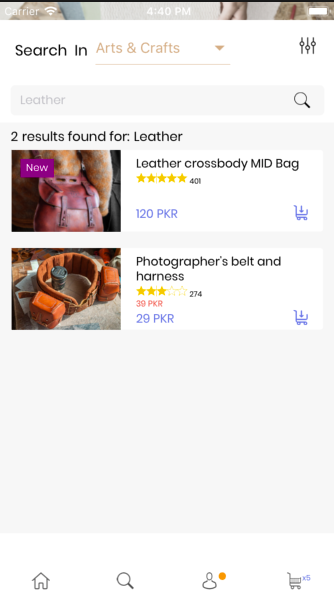 Carrier 4:40 PM
Search In Arts & Crafts
Leather
2 results found for: Leather
New
Leather crossbody MID Bag
401
120 PKR
Photographer's belt and
harness
274
39 PKR
29 PKR
x5